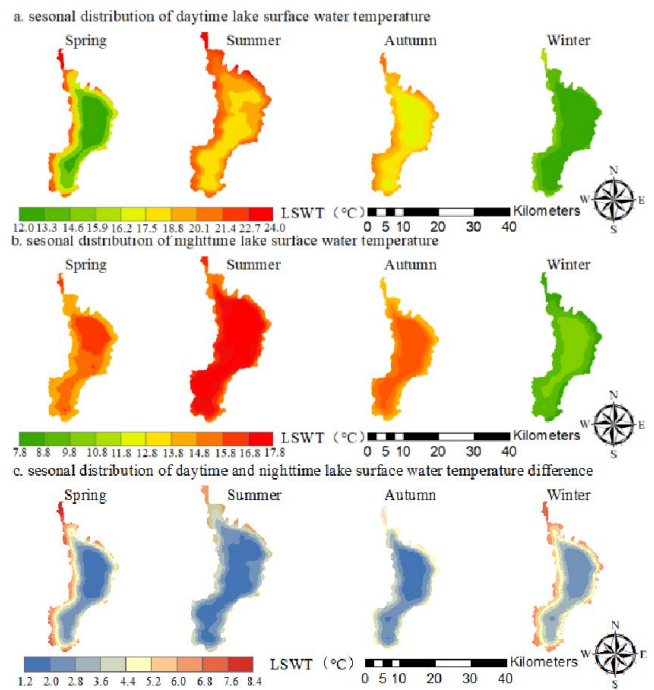 a. sesonal distribution of daytime lake surface water temperature
Spring Summer Autumn Winter
N
W E
S
LSWT (°C) Kilometers
12.0 13.3 14.6 15.9 16.2 17.5 18.8 20.1 21.4 22.7 24.0 0 5 10 20 30 40
b. sesonal distribution of nighttime lake surface water temperature
Spring Summer Autumn Winter
N
W E
S
LSWT (°C) Kilometers
7.8 8.8 9.8 10.8 11.8 12.8 13.8 14.8 15.8 16.8 17.8 0 5 10 20 30 40
c. sesonal distribution of daytime and nighttime lake surface water temperature difference
Spring Summer Autumn Winter
N
W E
S
LSWT (°C) Kilometers
1.2 2.0 2.8 3.6 4.4 5.2 6.0 6.8 7.6 8.4 0 5 10 20 30 40